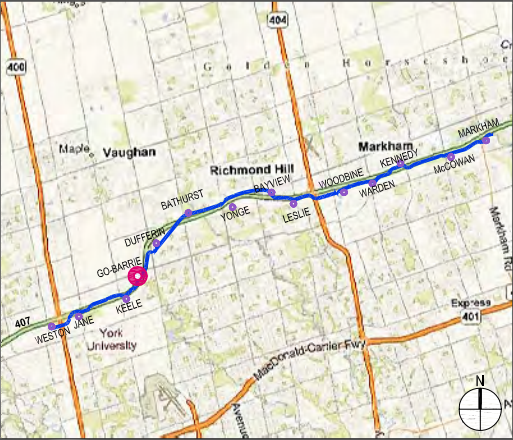 404
400
Golden Horseshoe
Maple
Vaughan
Markham
MARKHAM
KENNEDY
McCOWAN
Richmond Hill
WOODBINE
WARDEN
BAYVIEW
BATHURST
YONGE
LESLIE
DUFFERIN
GO-BARRIE
Markham Rd
KEELE
407
WESTON
JANE
York
University
Express
401
MacDonald-Cartier Fwy
N